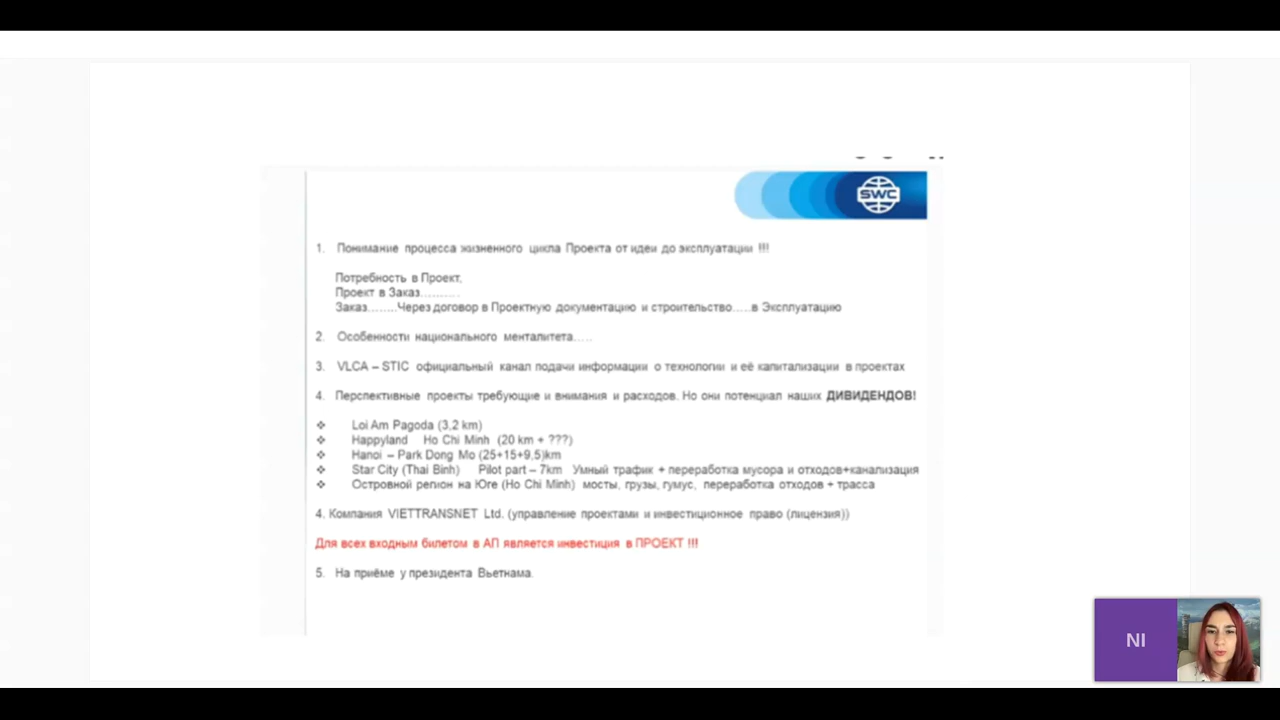 SWC
1. Понимание процесса жизненного цикла Проекта от идеи до эксплуатации !!!
Потребность в Проект,
Проект в Заказ..........
Заказ........Через договор в Проектную документацию и строительство.....в Эксплуатацию
2. Особенности национального менталитета.....
3. VLCA – STIC официальный канал подачи информации о технологии и её капитализации в проектах
4. Перспективные проекты требующие и внимания и расходов. Но они потенциал наших ДИВИДЕНДОВ!
❖ Loi Am Pagoda (3,2 km)
❖ Happyland Ho Chi Minh (20 km + ???)
❖ Hanoi – Park Dong Mo (25+15+9,5)km
❖ Star City (Thai Binh) Pilot part – 7km Умный трафик + переработка мусора и отходов+канализация
❖ Островной регион на Юге (Ho Chi Minh) мосты, грузы, гумус, переработка отходов + трасса
4. Компания VIETTRANSNET Ltd. (управление проектами и инвестиционное право (лицензия))
Для всех входным билетом в АП является инвестиция в ПРОЕКТ !!!
5. На приёме у президента Вьетнама.
NI